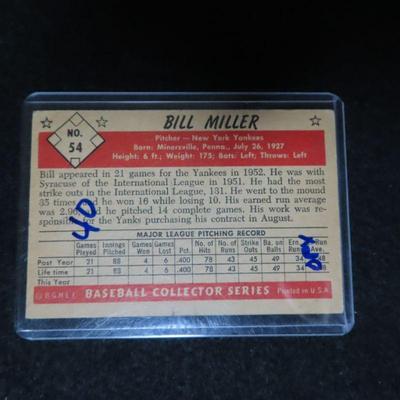 NO.
54
BILL MILLER
Pitcher — New York Yankees
Born: Minersville, Penna., July 26, 1927
Height: 6 ft.; Weight: 175; Bats: Left; Throws: Left
Bill appeared in 21 games for the Yankees in 1952. He was with
Syracuse of the International League in 1951. He had the most
strike outs in the International League, 131. He went to the mound
35 times and he won 16 while losing 10. His earned run average
was 2.96, and he pitched 14 complete games. His work was
responsible for the Yanks purchasing his contract in August.
40
MAJOR LEAGUE PITCHING RECORD
Games Played Innings Pitched Games Won Games Lost Pct. No. of Hits No. of Runs Strike Outs Ba. on Balls Ern. Runs Run Ave.
Past Year 21 88 4 6 .400 78 43 45 49 34
Life time 21 88 4 6 .400 78 43 45 49 34
This Year
© B.G.H.L.I. BASEBALL COLLECTOR SERIES Printed in U.S.A.